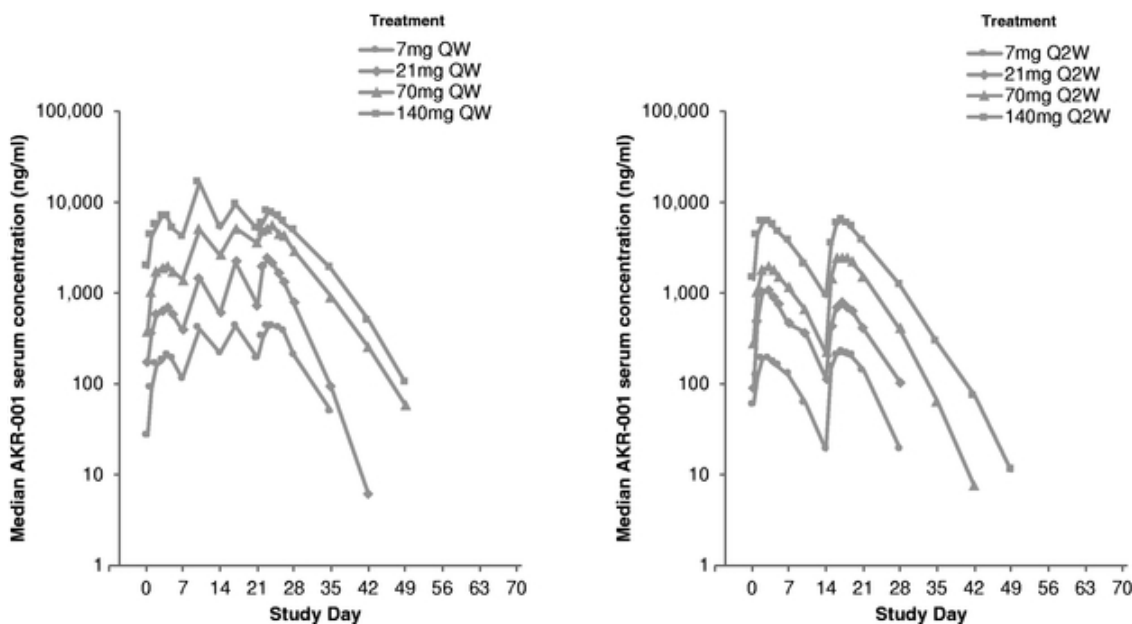 Treatment
7mg QW
21mg QW
70mg QW
140mg QW
Median AKR-001 serum concentration (ng/ml)
100,000
10,000
1,000
100
10
1
0 7 14 21 28 35 42 49 56 63 70
Study Day
Treatment
7mg Q2W
21mg Q2W
70mg Q2W
140mg Q2W
Median AKR-001 serum concentration (ng/ml)
100,000
10,000
1,000
100
10
1
0 7 14 21 28 35 42 49 56 63 70
Study Day